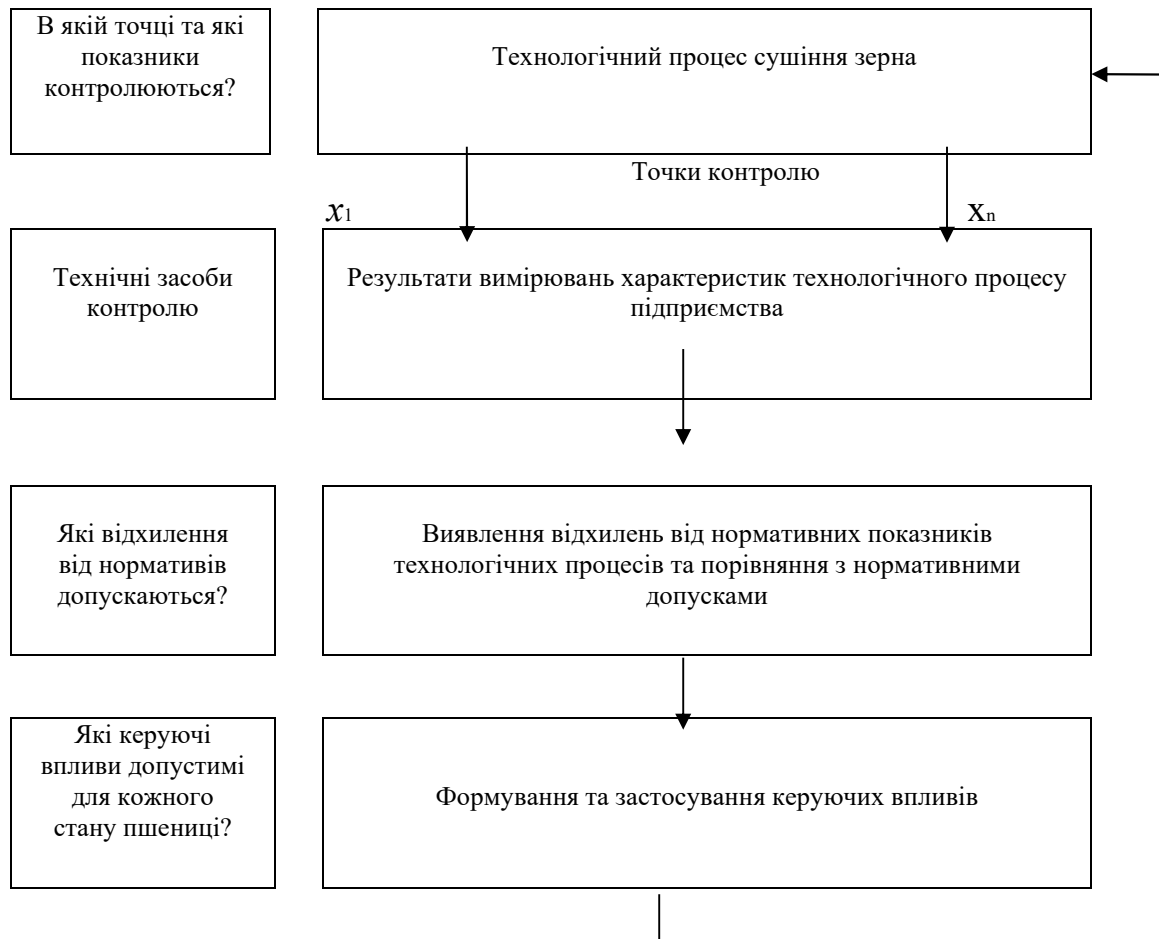 В якій точці та які
показники
контролюються?
Технологічний процес сушіння зерна
Точки контролю
x1
xn
Технічні засоби
контролю
Результати вимірювань характеристик технологічного процесу
підприємства
Які відхилення
від нормативів
допускаються?
Виявлення відхилень від нормативних показників
технологічних процесів та порівняння з нормативними
допусками
Які керуючі
впливи допустимі
для кожного
стану пшениці?
Формування та застосування керуючих впливів